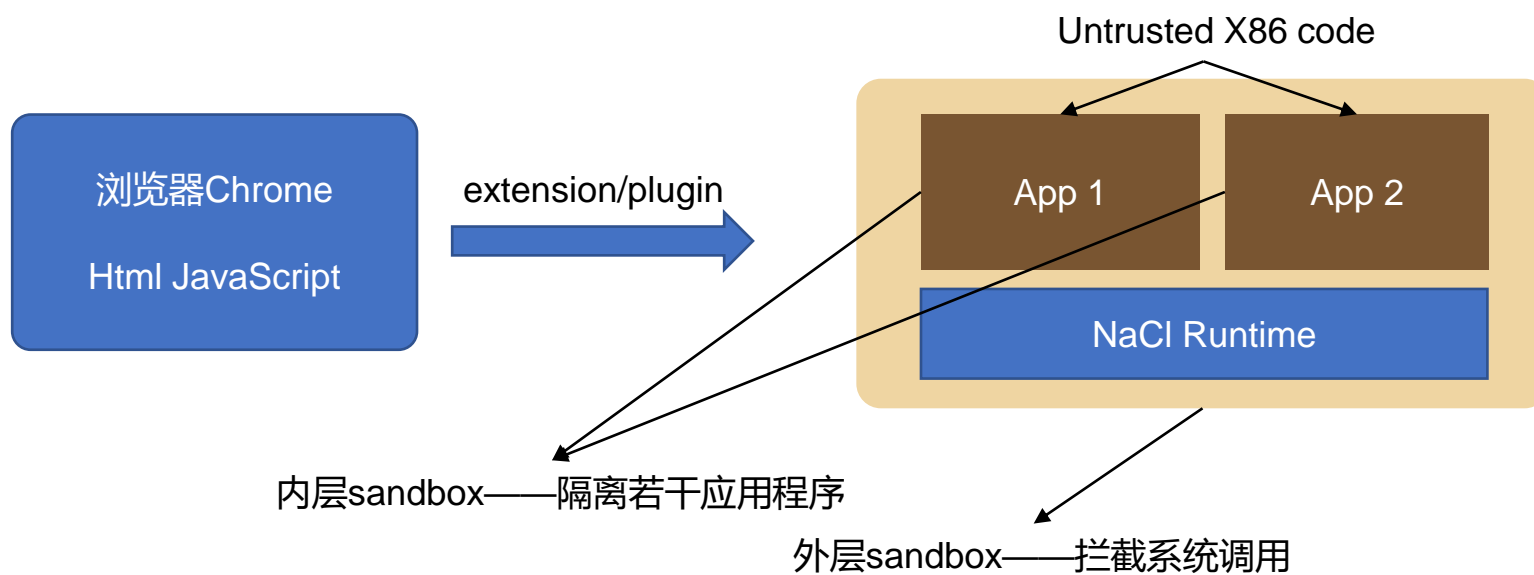 Untrusted X86 code
浏览器Chrome
Html JavaScript
extension/plugin
App 1
App 2
NaCl Runtime
内层sandbox——隔离若干应用程序
外层sandbox——拦截系统调用